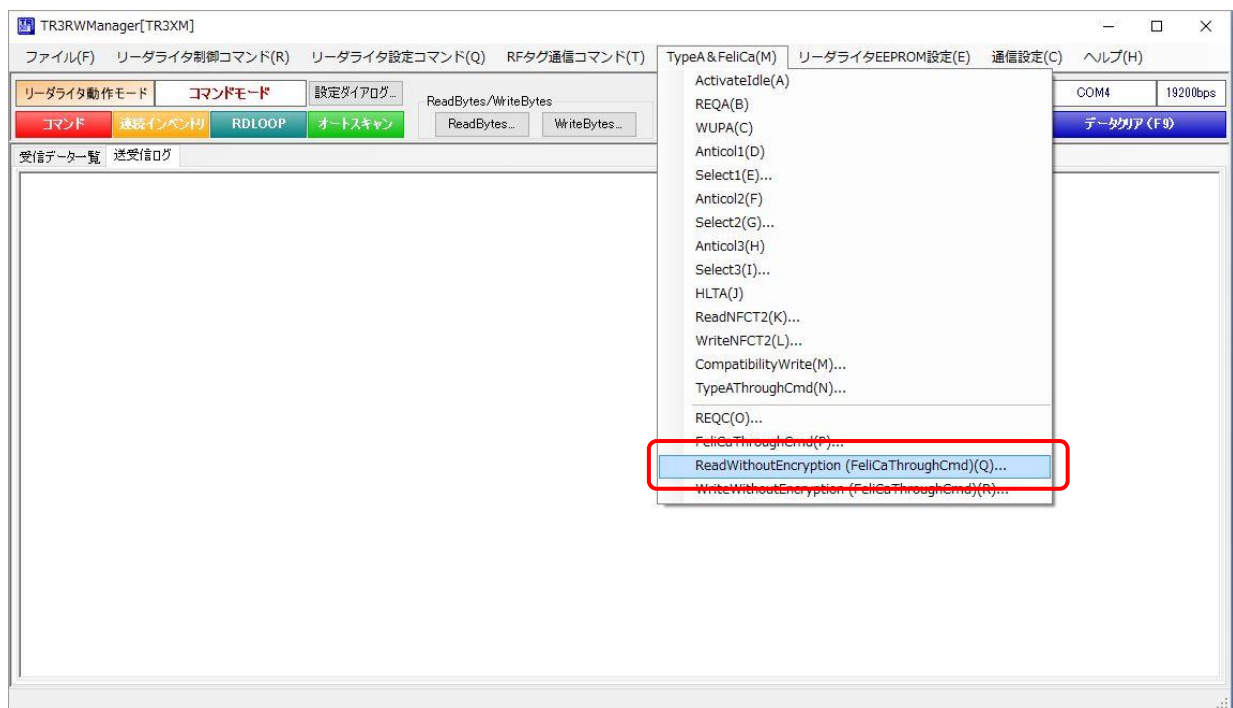 TR3RWManager[TR3XM]
ファイル(F) リーダライタ制御コマンド(R) リーダライタ設定コマンド(Q) RFタグ通信コマンド(T) TypeA&FeliCa(M) リーダライタEEPROM設定(E) 通信設定(C) ヘルプ(H)
リーダライタ動作モード コマンドモード 設定ダイアログ... ReadBytes/WriteBytes COM4 19200bps
コマンド 連続インベントリ RDLOOP オートスキャン ReadBytes... WriteBytes... データクリア(F9)
受信データ一覧 送受信ログ
ActivateIdle(A)
REQA(B)
WUPA(C)
Anticol1(D)
Select1(E)...
Anticol2(F)
Select2(G)...
Anticol3(H)
Select3(I)...
HLTA(J)
ReadNFCT2(K)...
WriteNFCT2(L)...
CompatibilityWrite(M)...
TypeAThroughCmd(N)...
REQC(O)...
FeliCaThroughCmd(P)...
ReadWithoutEncryption (FeliCaThroughCmd)(Q)...
WriteWithoutEncryption (FeliCaThroughCmd)(R)...